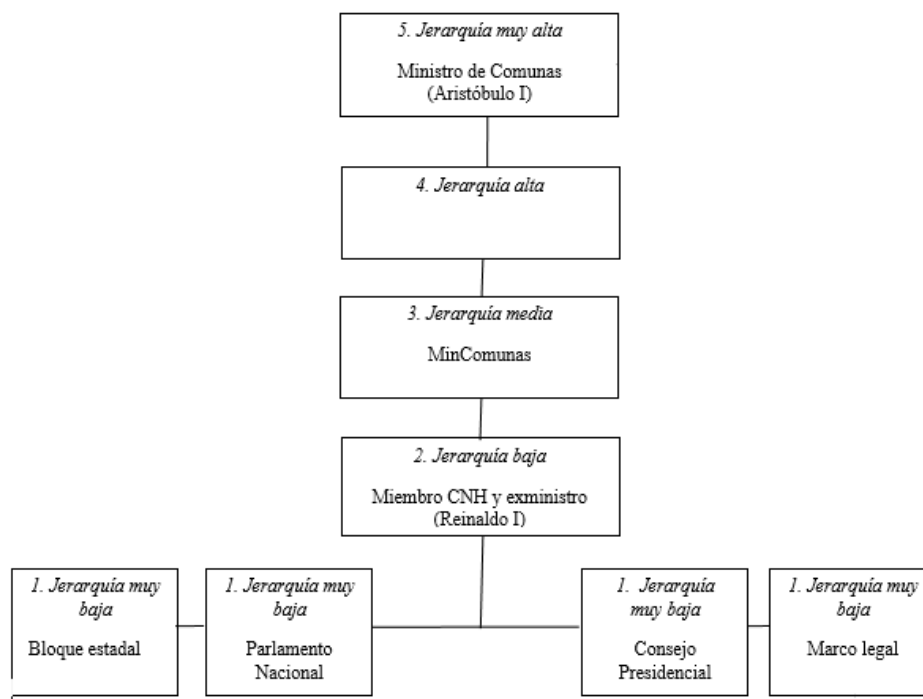 5. Jerarquía muy alta
Ministro de Comunas
(Aristóbulo I)
4. Jerarquía alta
3. Jerarquía media
MinComunas
2. Jerarquía baja
Miembro CNH y exministro
(Reinaldo I)
1. Jerarquía muy
baja
Bloque estadal
1. Jerarquía muy
baja
Parlamento
Nacional
1. Jerarquía
muy baja
Consejo
Presidencial
1. Jerarquía muy
baja
Marco legal